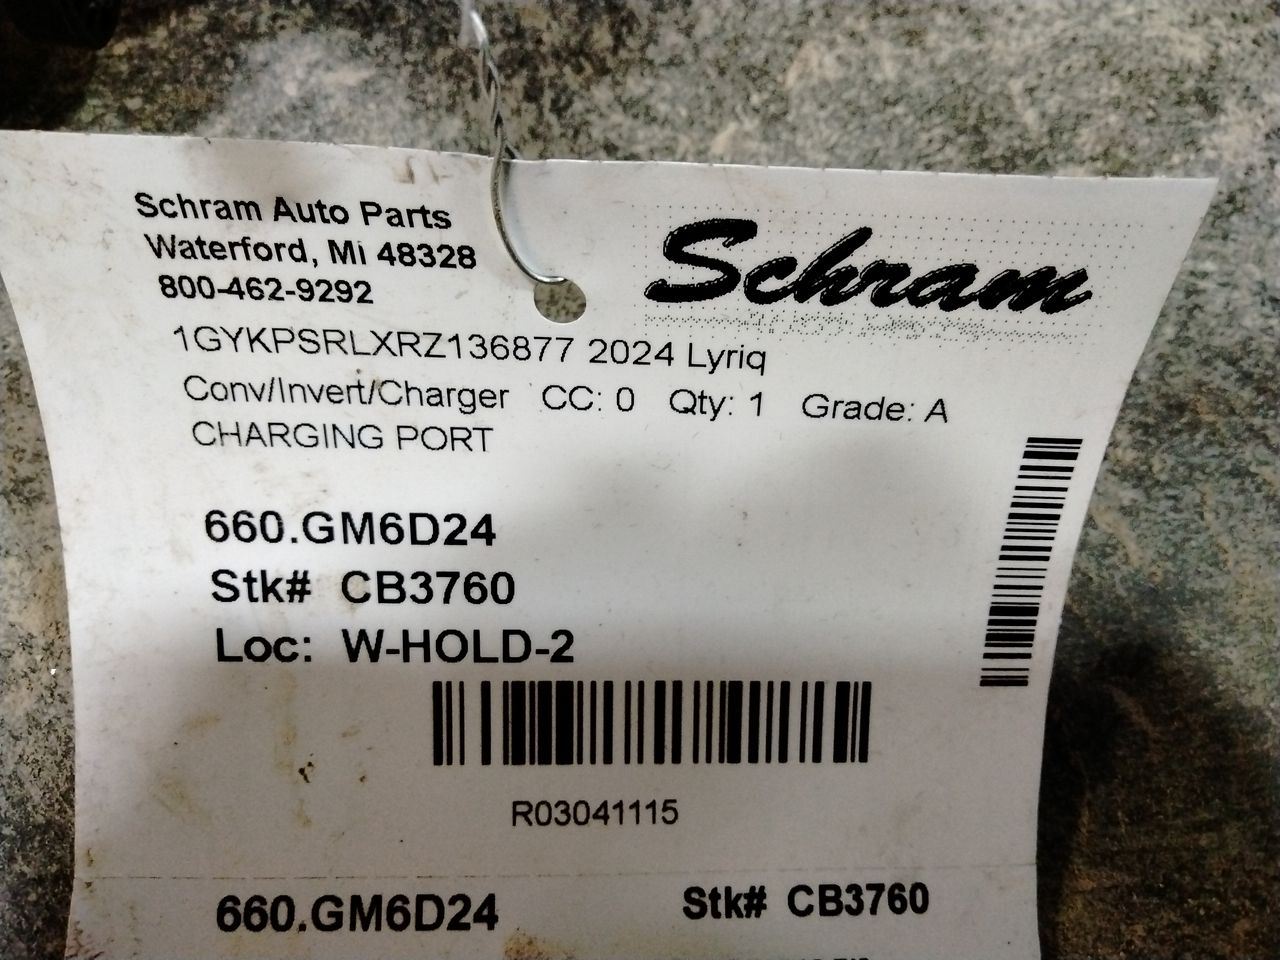 Schram Auto Parts
Waterford, Mi 48328
800-462-9292
Schram
1GYKPSRLXRZ136877 2024 Lyriq
Conv/Invert/Charger CC: 0 Qty: 1 Grade: A
CHARGING PORT
660.GM6D24
Stk# CB3760
Loc: W-HOLD-2
R03041115
660.GM6D24 Stk# CB3760